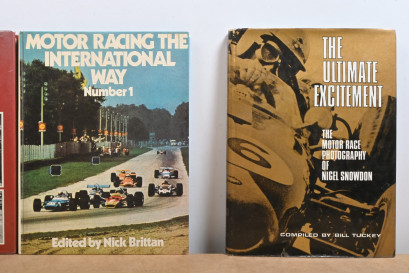 MOTOR RACING THE
INTERNATIONAL
WAY
Number 1
Edited by Nick Brittan
THE
ULTIMATE
EXCITEMENT
THE
MOTOR RACE
PHOTOGRAPHY
OF
NIGEL SNOWDON
COMPILED BY BILL TUCKEY